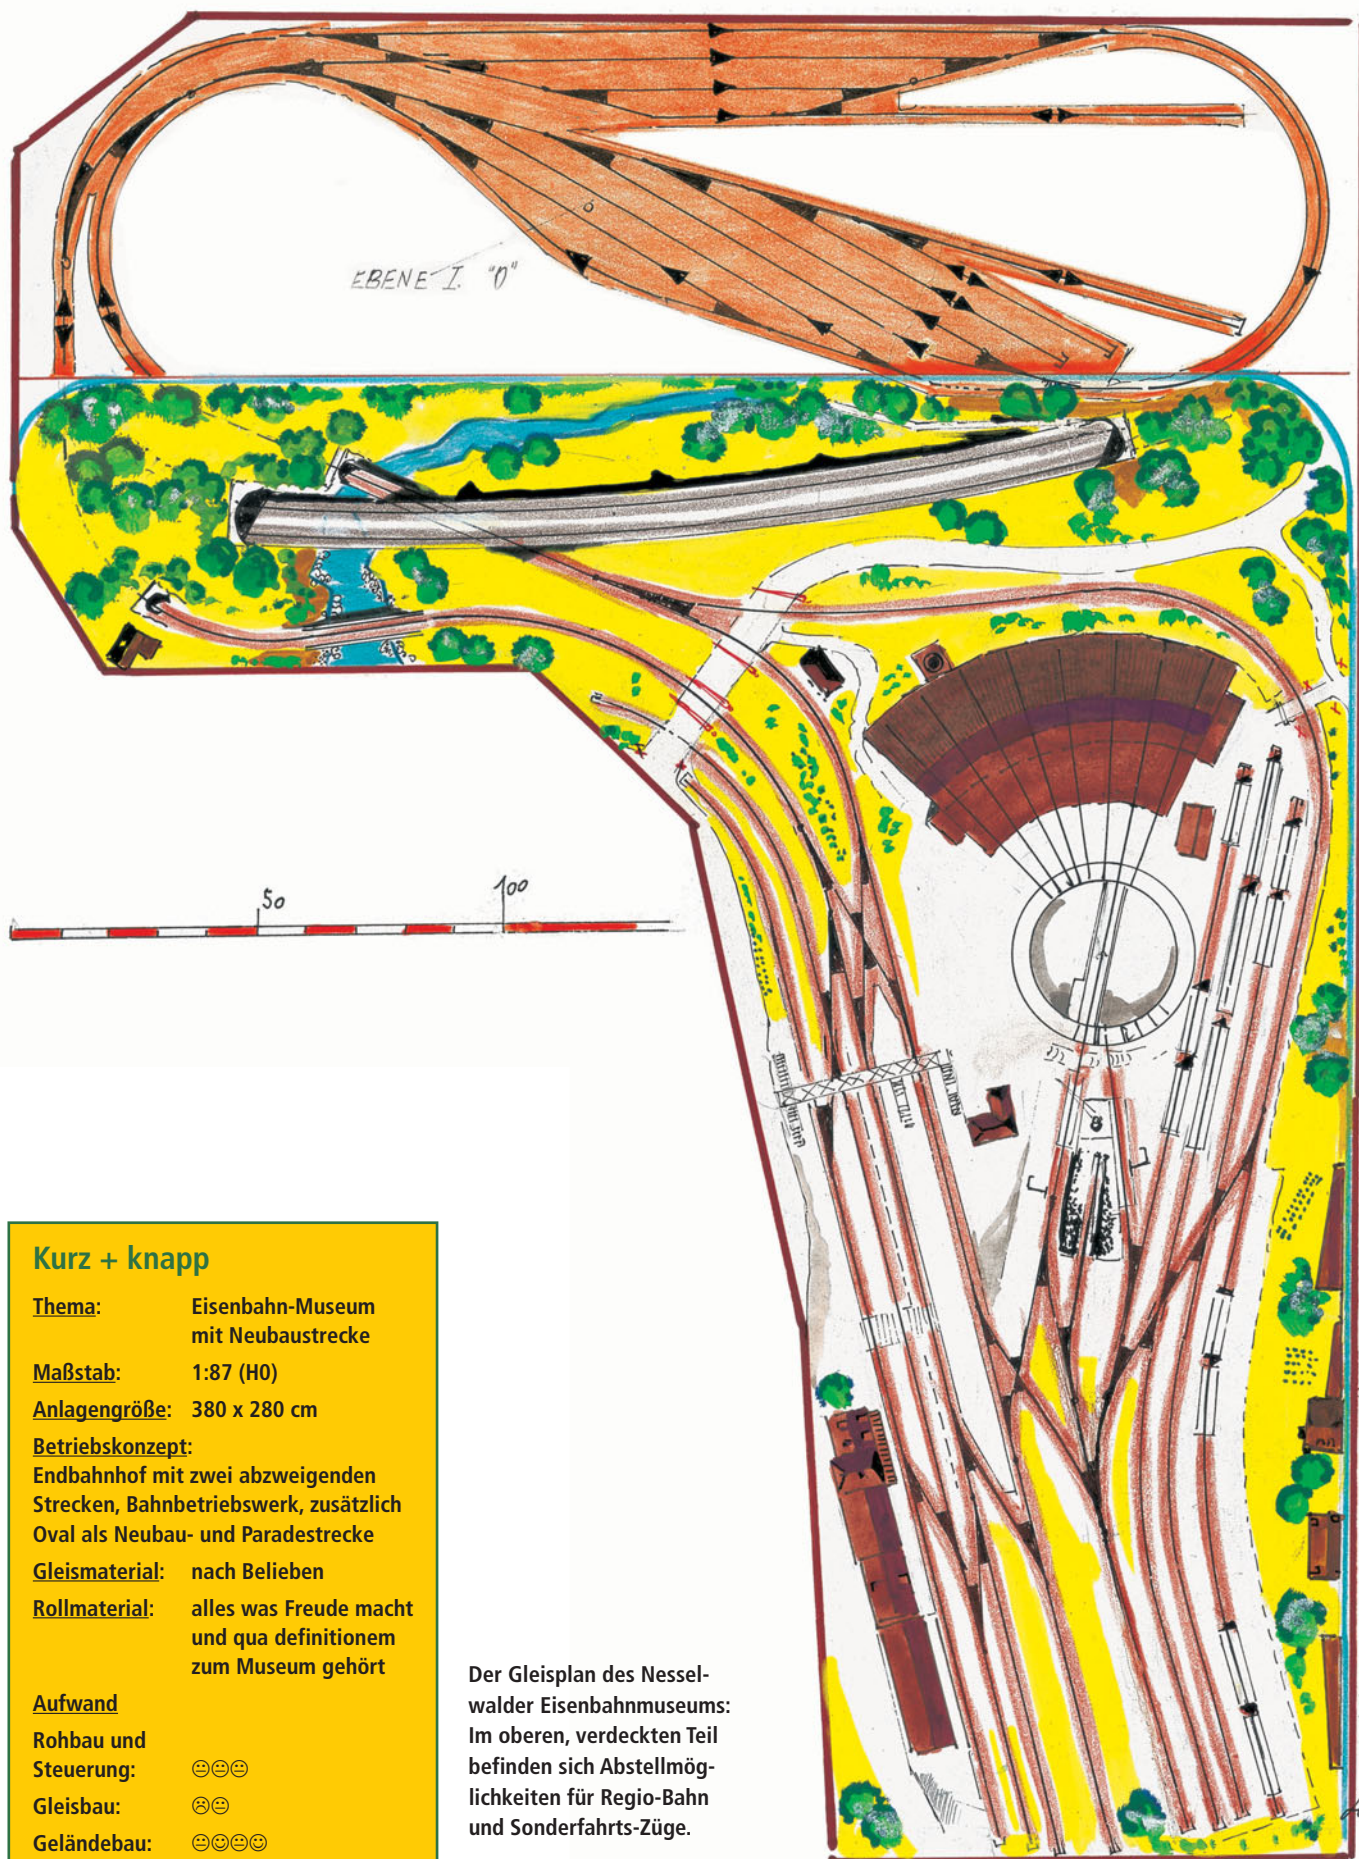 EBENE I. "0"
50
100
Kurz + knapp
Thema: Eisenbahn-Museum
mit Neubaustrecke
Maßstab: 1:87 (H0)
Anlagengröße: 380 x 280 cm
Betriebskonzept:
Endbahnhof mit zwei abzweigenden
Strecken, Bahnbetriebswerk, zusätzlich
Oval als Neubau- und Paradestrecke
Gleismaterial: nach Belieben
Rollmaterial: alles was Freude macht
und qua definitionem
zum Museum gehört
Aufwand
Rohbau und
Steuerung: 😐😐😐
Gleisbau: ☹😐
Geländebau: 😐☺😐☺
Der Gleisplan des Nessel-
walder Eisenbahnmuseums:
Im oberen, verdeckten Teil
befinden sich Abstellmög-
lichkeiten für Regio-Bahn
und Sonderfahrts-Züge.